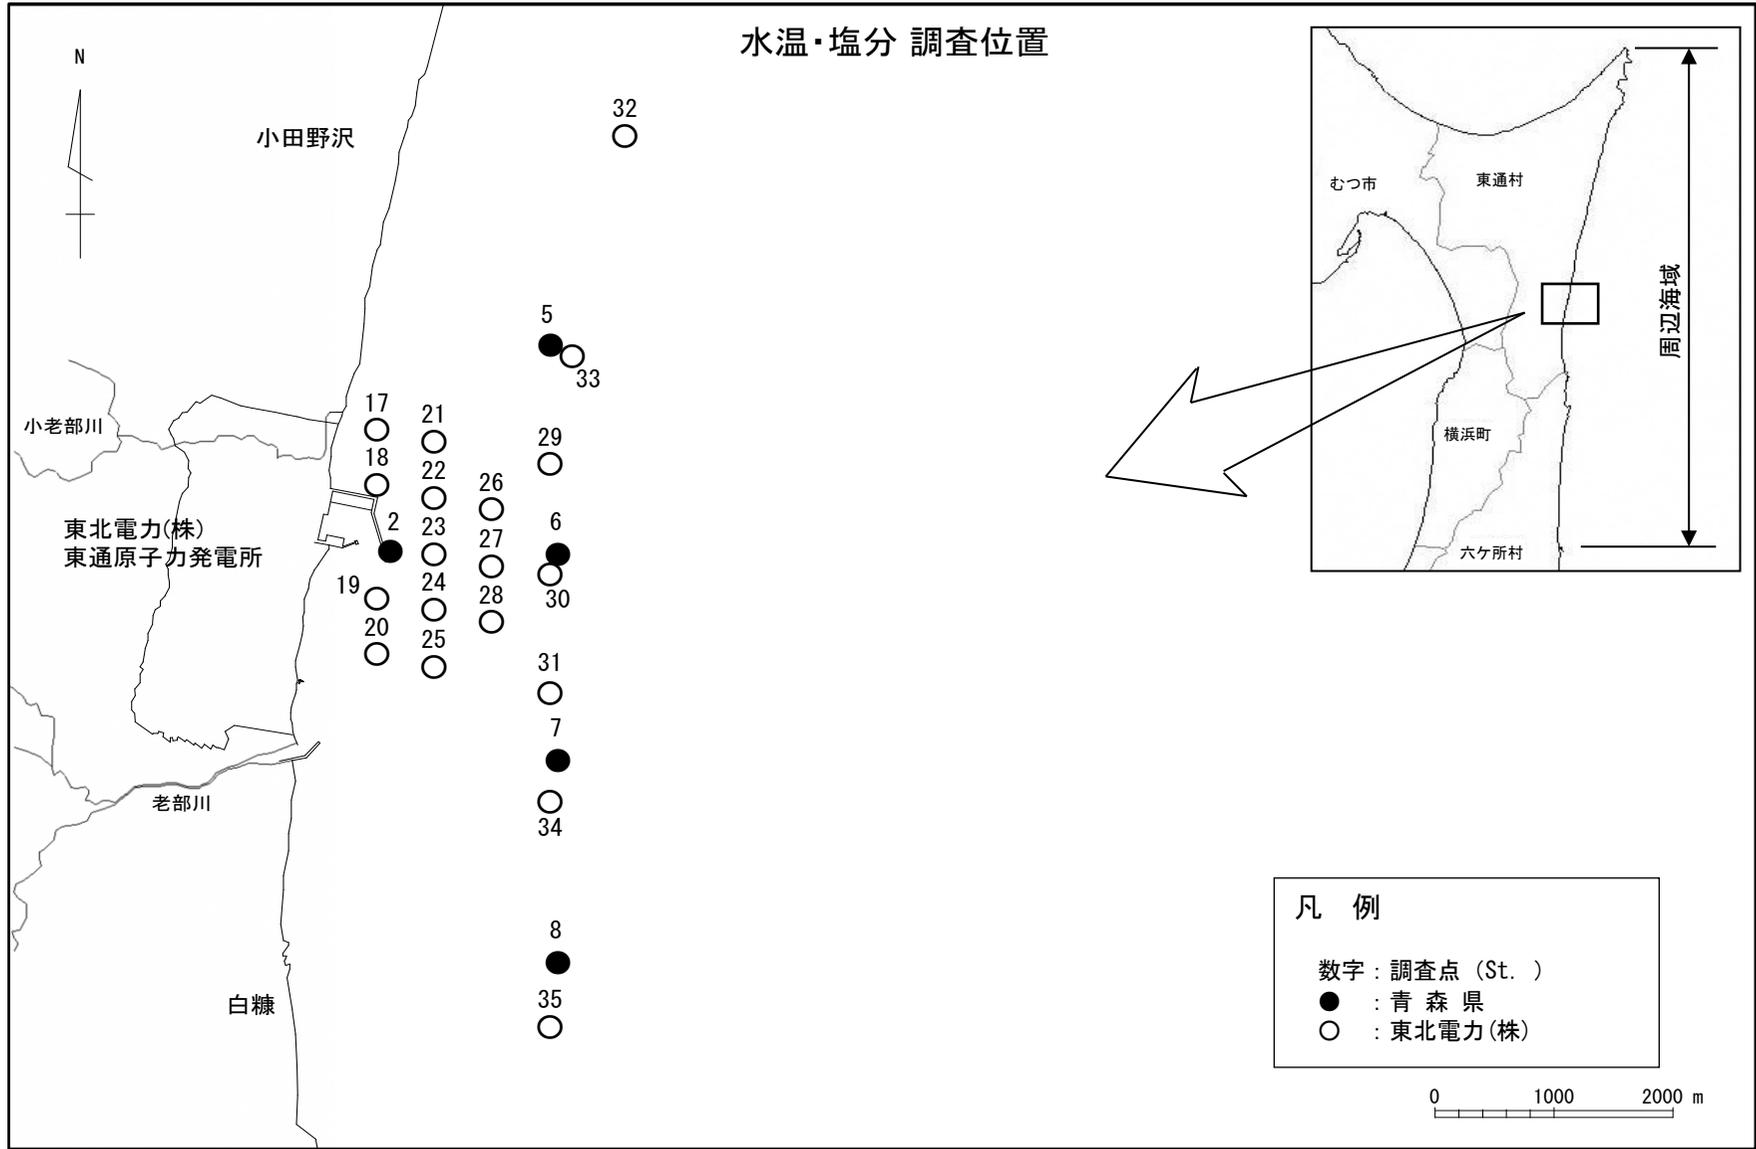 水温・塩分 調査位置
N
小田野沢
32
5
33
小老部川
17
21
29
18
22
26
東北電力(株)
東通原子力発電所
2
23
6
27
19
24
28
30
20
25
31
7
老部川
34
8
白糠
35
むつ市
東通村
周辺海域
横浜町
六ケ所村
凡 例
数字：調査点（St. ）
● ：青 森 県
○ ：東北電力(株)
0 1000 2000 m